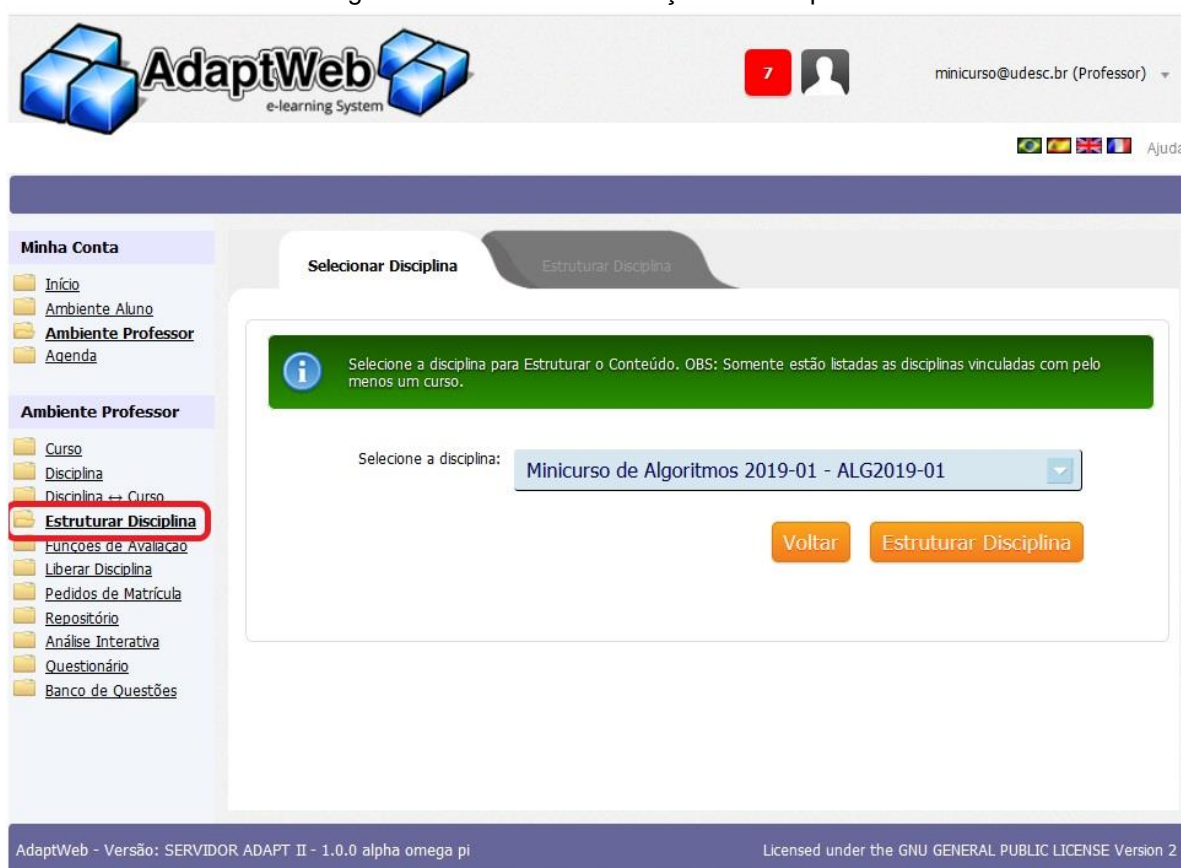 AdaptWeb
e-learning System
7
minicurso@udesc.br (Professor)
Ajuda
Minha Conta
Início
Ambiente Aluno
Ambiente Professor
Agenda
Ambiente Professor
Curso
Disciplina
Disciplina ↔ Curso
Estruturar Disciplina
Funções de Avaliação
Liberar Disciplina
Pedidos de Matrícula
Repositório
Análise Interativa
Questionário
Banco de Questões
Selecionar Disciplina
Estruturar Disciplina
Selecione a disciplina para Estruturar o Conteúdo. OBS: Somente estão listadas as disciplinas vinculadas com pelo
menos um curso.
Selecione a disciplina:
Minicurso de Algoritmos 2019-01 - ALG2019-01
Voltar
Estruturar Disciplina
AdaptWeb - Versão: SERVIDOR ADAPT II - 1.0.0 alpha omega pi
Licensed under the GNU GENERAL PUBLIC LICENSE Version 2